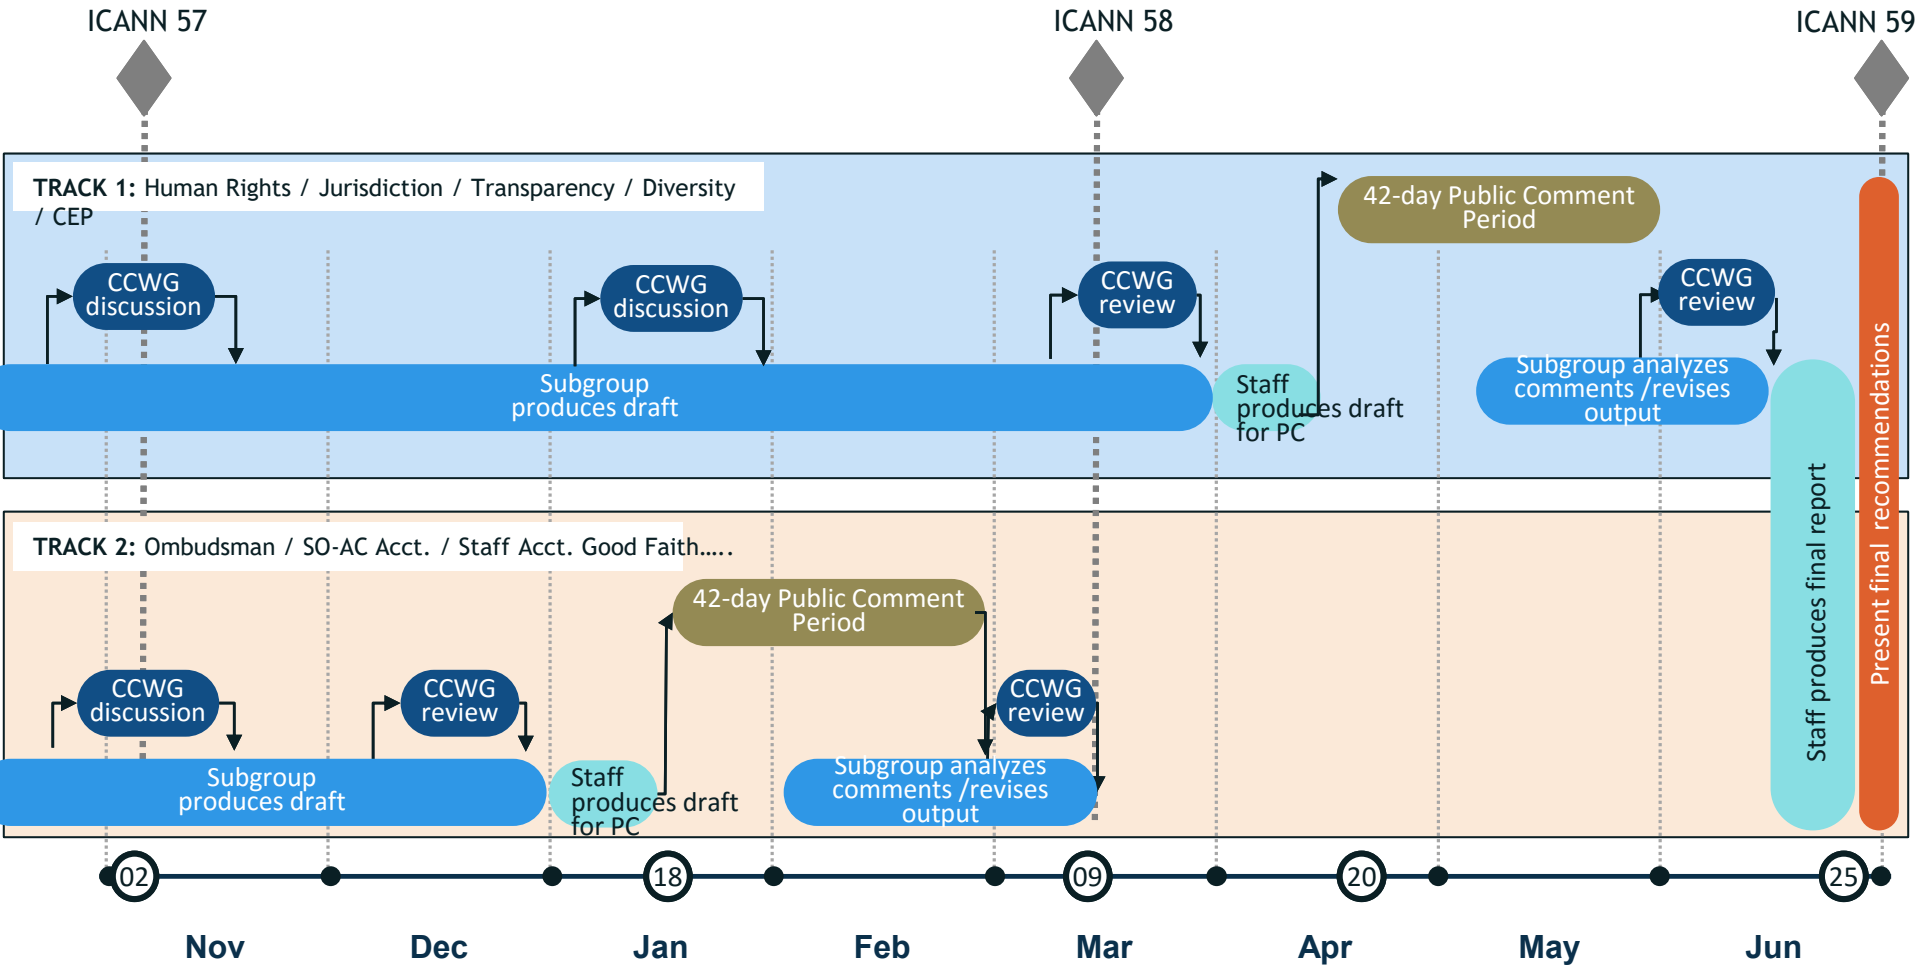 ICANN 57
ICANN 58
ICANN 59
TRACK 1: Human Rights / Jurisdiction / Transparency / Diversity
/ CEP
42-day Public Comment
Period
CCWG
discussion
CCWG
discussion
CCWG
review
CCWG
review
Subgroup
produces draft
Staff
produces draft
for PC
Subgroup analyzes
comments /revises
output
Staff produces final report
Present final recommendations
TRACK 2: Ombudsman / SO-AC Acct. / Staff Acct. Good Faith…..
42-day Public Comment
Period
CCWG
discussion
CCWG
review
CCWG
review
Subgroup
produces draft
Staff
produces draft
for PC
Subgroup analyzes
comments /revises
output
02
18
09
20
25
Nov
Dec
Jan
Feb
Mar
Apr
May
Jun